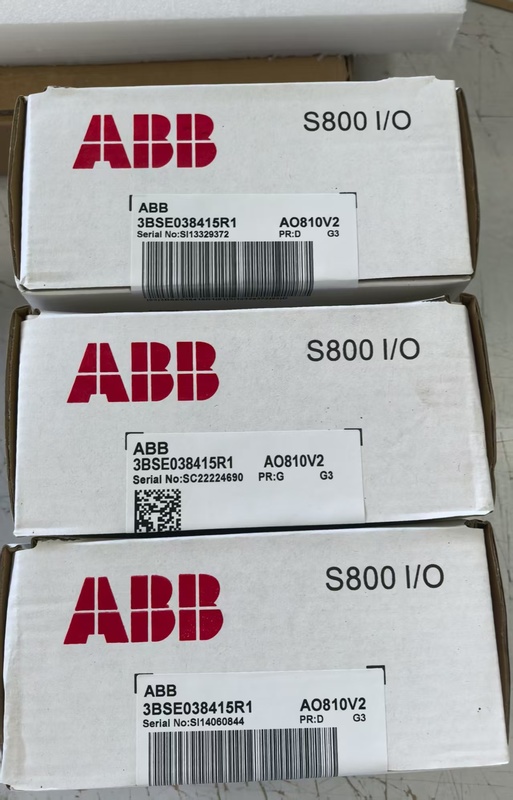 ABB S800 I/O
ABB
3BSE038415R1 AO810V2
Serial No:SI13329372 PR:D G3
ABB S800 I/O
ABB
3BSE038415R1 AO810V2
Serial No:SC22224690 PR:G G3
ABB S800 I/O
ABB
3BSE038415R1 AO810V2
Serial No:SI14060844 PR:D G3